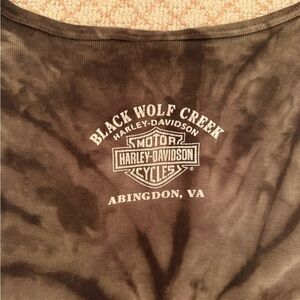 BLACK WOLF CREEK
HARLEY-DAVIDSON
MOTOR
HARLEY-DAVIDSON
CYCLES
®
ABINGDON, VA